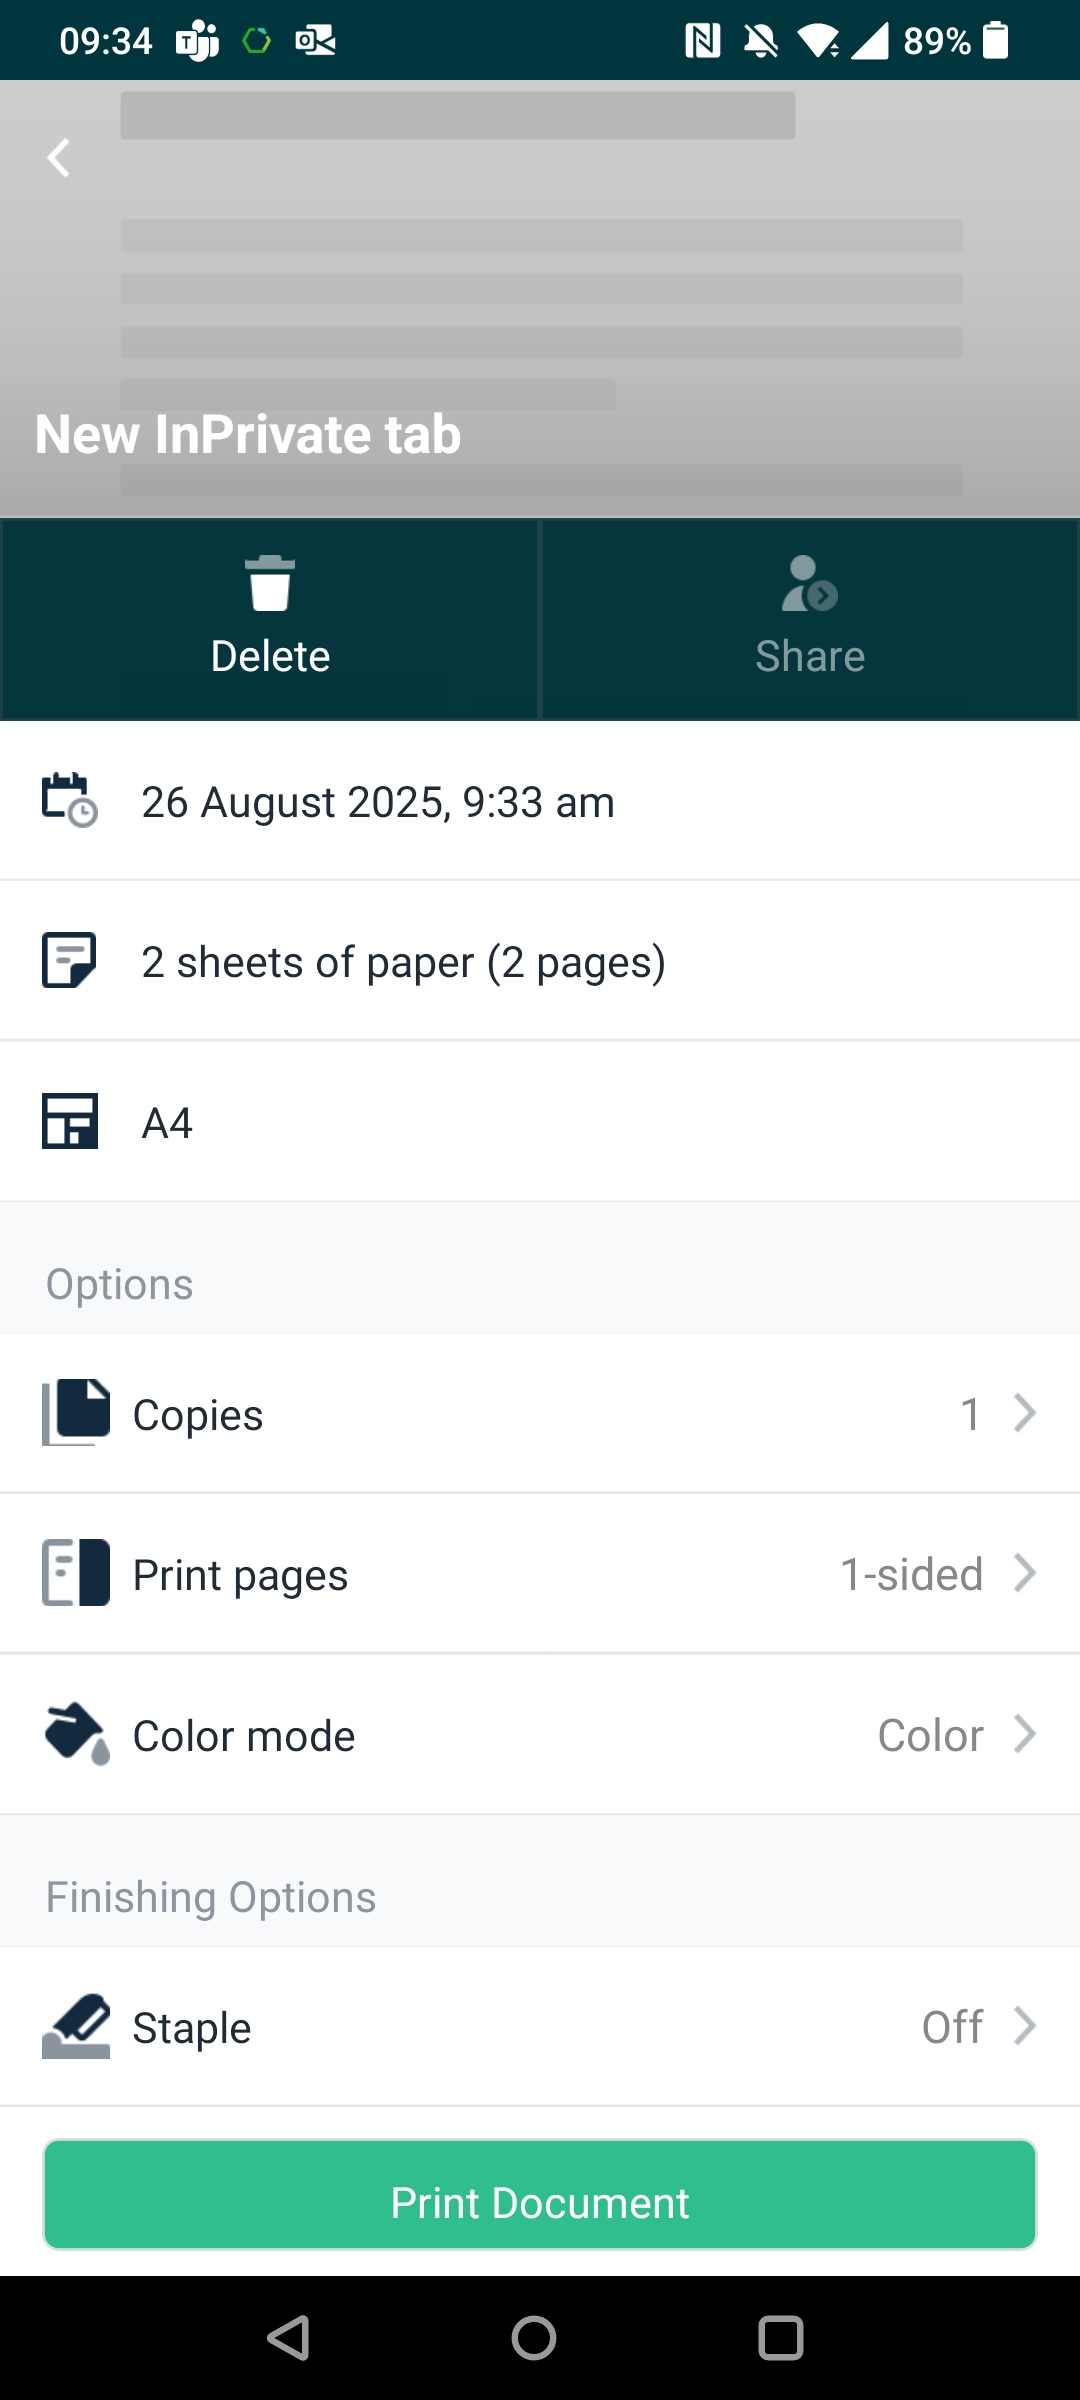 09:34 89%
New InPrivate tab
Delete Share
26 August 2025, 9:33 am
2 sheets of paper (2 pages)
A4
Options
Copies 1
Print pages 1-sided
Color mode Color
Finishing Options
Staple Off
Print Document